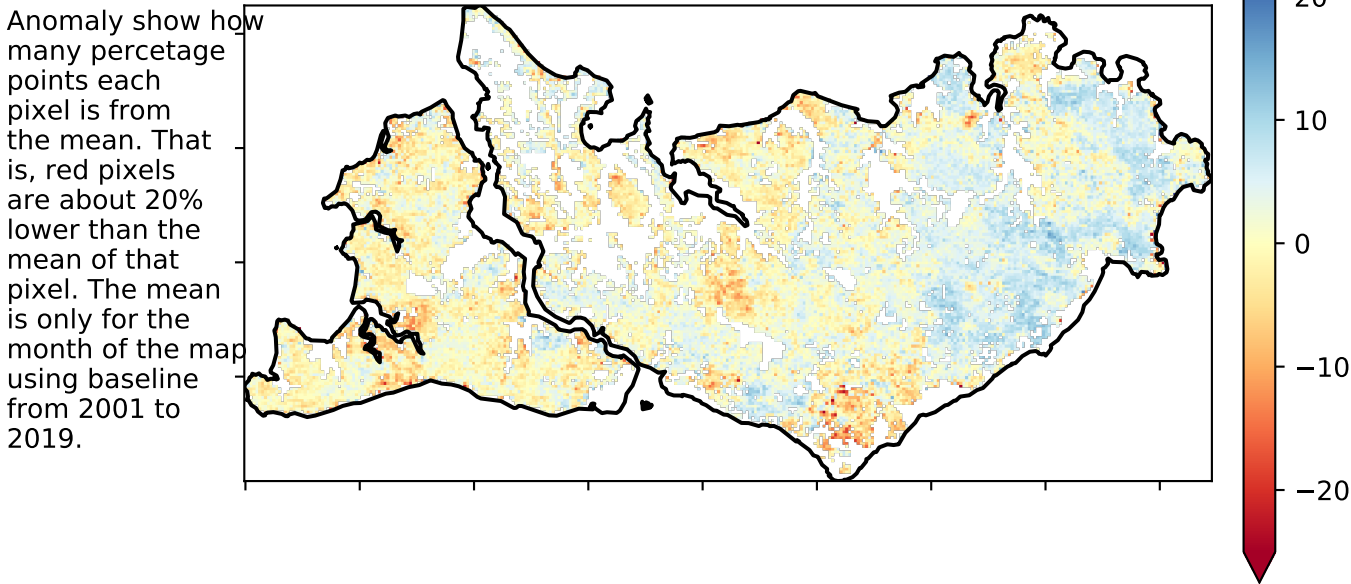 Anomaly show how
many percetage
points each
pixel is from
the mean. That
is, red pixels
are about 20%
lower than the
mean of that
pixel. The mean
is only for the
month of the map
using baseline
from 2001 to
2019.
20
10
0
−10
−20